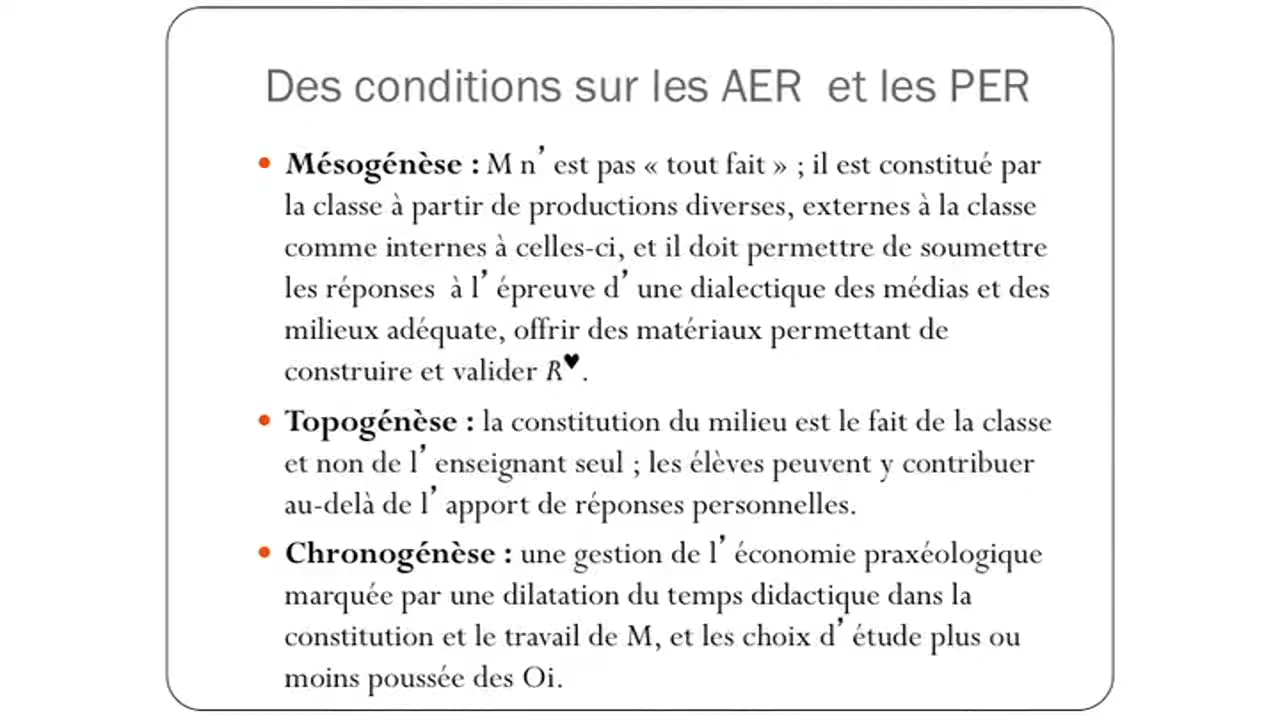 Des conditions sur les AER et les PER
• Mésogénèse : M n’ est pas « tout fait » ; il est constitué par
la classe à partir de productions diverses, externes à la classe
comme internes à celles-ci, et il doit permettre de soumettre
les réponses à l’ épreuve d’ une dialectique des médias et des
milieux adéquate, offrir des matériaux permettant de
construire et valider R♥.
• Topogénèse : la constitution du milieu est le fait de la classe
et non de l’ enseignant seul ; les élèves peuvent y contribuer
au-delà de l’ apport de réponses personnelles.
• Chronogénèse : une gestion de l’ économie praxéologique
marquée par une dilatation du temps didactique dans la
constitution et le travail de M, et les choix d’ étude plus ou
moins poussée des Oi.